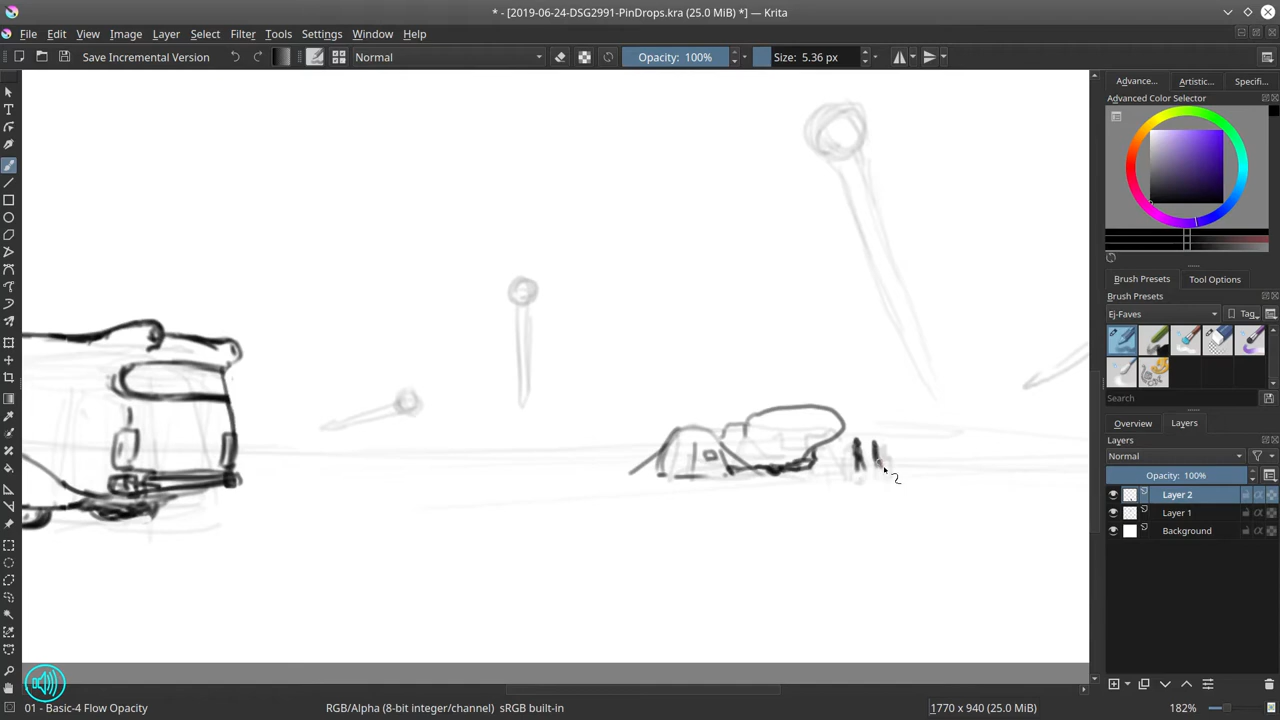 * - [2019-06-24-DSG2991-PinDrops.kra (25.0 MiB) *] — Krita
File Edit View Image Layer Select Filter Tools Settings Window Help
Save Incremental Version Normal Opacity: 100% Size: 5.36 px
Advance... Artistic... Specifi...
Advanced Color Selector
Brush Presets Tool Options
Brush Presets
Ej-Faves Tag
Search
Overview Layers
Layers
Normal
Opacity: 100%
Layer 2
Layer 1
Background
01 - Basic-4 Flow Opacity RGB/Alpha (8-bit integer/channel) sRGB built-in 1770 x 940 (25.0 MiB) 182%